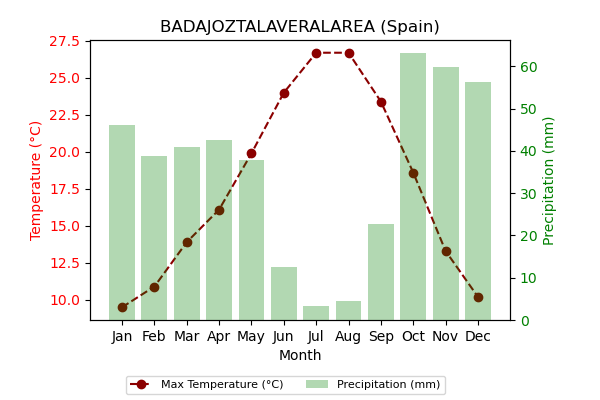 BADAJOZTALAVERALAREA (Spain)
27.5
25.0
22.5
20.0
17.5
15.0
12.5
10.0
Temperature (°C)
60
50
40
30
20
10
0
Precipitation (mm)
Jan Feb Mar Apr May Jun Jul Aug Sep Oct Nov Dec
Month
Max Temperature (°C) Precipitation (mm)